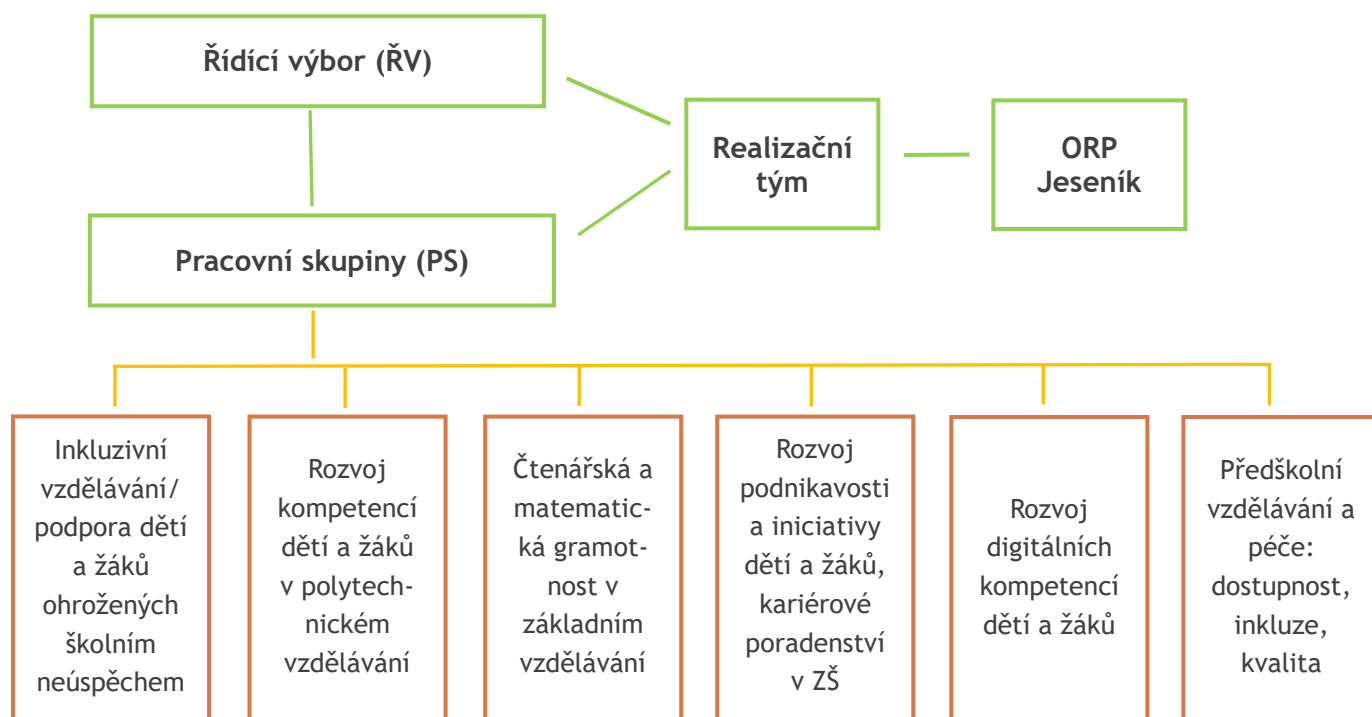 Řídící výbor (ŘV)
Realizační
tým
ORP
Jeseník
Pracovní skupiny (PS)
Inkluzivní
vzdělávání/
podpora dětí
a žáků
ohrožených
školním
neúspěchem
Rozvoj
kompetencí
dětí a žáků
v polytech-
nickém
vzdělávání
Čtenářská a
matematic-
ká gramot-
nost v
základním
vzdělávání
Rozvoj
podnikavosti
a iniciativy
dětí a žáků,
kariérové
poradenství
v ZŠ
Rozvoj
digitálních
kompetencí
dětí a žáků
Předškolní
vzdělávání a
péče:
dostupnost,
inkluze,
kvalita